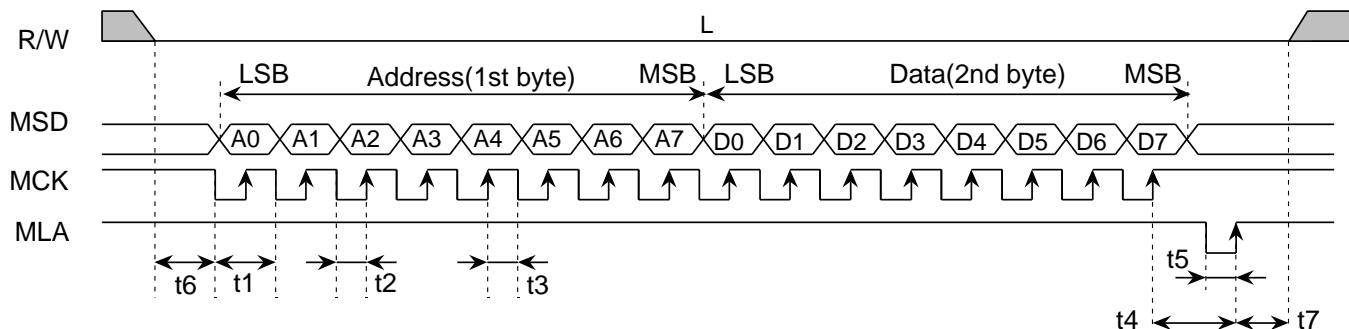 R/W L
LSB Address(1st byte) MSB LSB Data(2nd byte) MSB
MSD A0 A1 A2 A3 A4 A5 A6 A7 D0 D1 D2 D3 D4 D5 D6 D7
MCK
MLA
t6 t1 t2 t3 t5
t4 t7